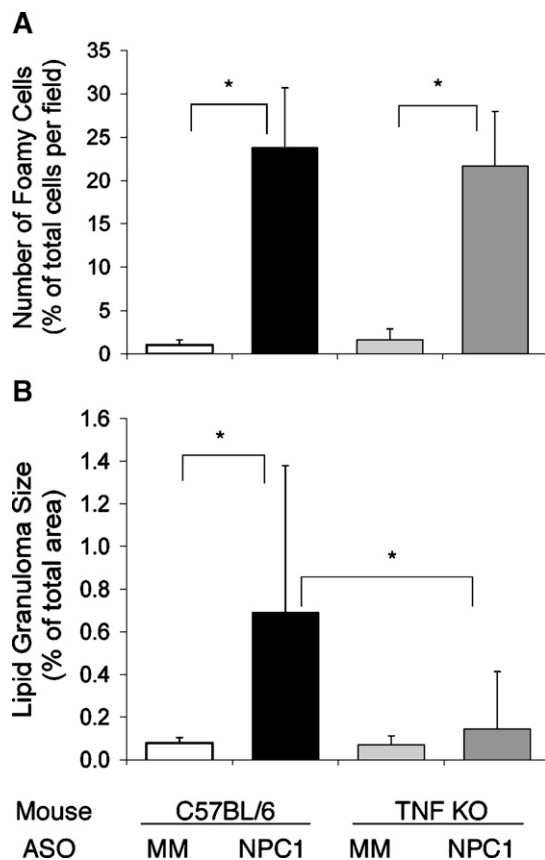 A
Number of Foamy Cells
(% of total cells per field)
35
30
25
20
15
10
5
0
*
*
B
Lipid Granuloma Size
(% of total area)
1.6
1.4
1.2
1.0
0.8
0.6
0.4
0.2
0.0
*
*
Mouse C57BL/6 TNF KO
ASO MM NPC1 MM NPC1